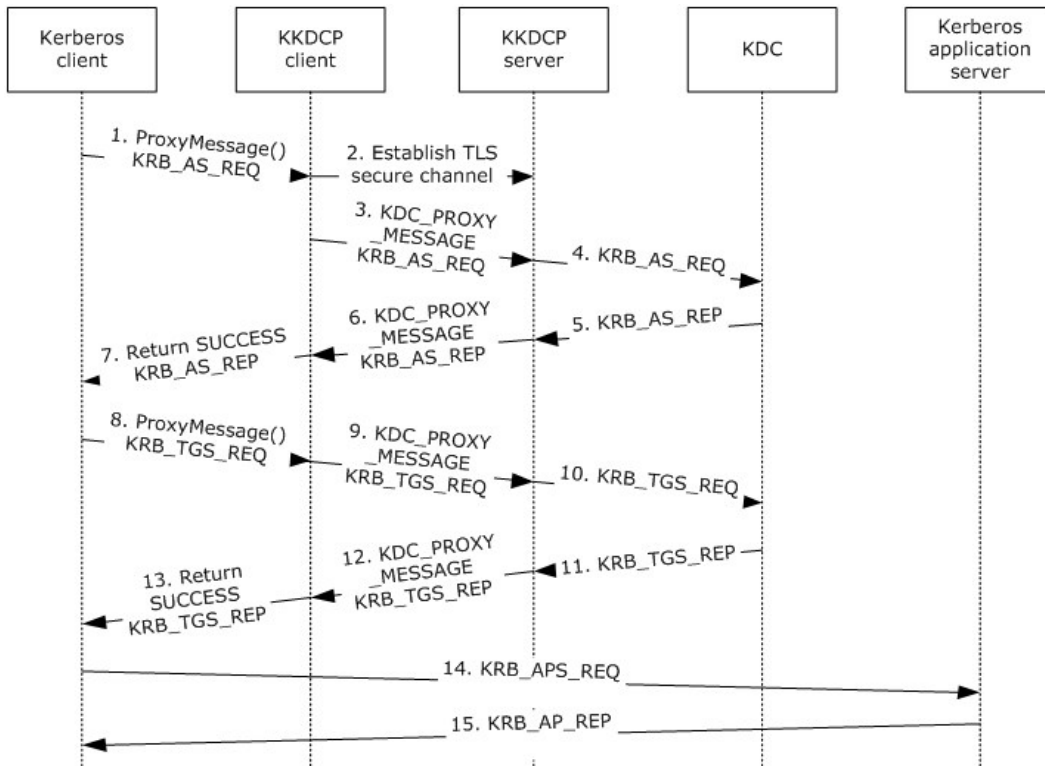 Kerberos
client
KKDCP
client
KKDCP
server
KDC
Kerberos
application
server
1. ProxyMessage()
KRB_AS_REQ
2. Establish TLS
secure channel
3. KDC_PROXY
_MESSAGE
KRB_AS_REQ
4. KRB_AS_REQ
5. KRB_AS_REP
6. KDC_PROXY
_MESSAGE
KRB_AS_REP
7. Return SUCCESS
KRB_AS_REP
8. ProxyMessage()
KRB_TGS_REQ
9. KDC_PROXY
_MESSAGE
KRB_TGS_REQ
10. KRB_TGS_REQ
11. KRB_TGS_REP
12. KDC_PROXY
_MESSAGE
KRB_TGS_REP
13. Return
SUCCESS
KRB_TGS_REP
14. KRB_APS_REQ
15. KRB_AP_REP